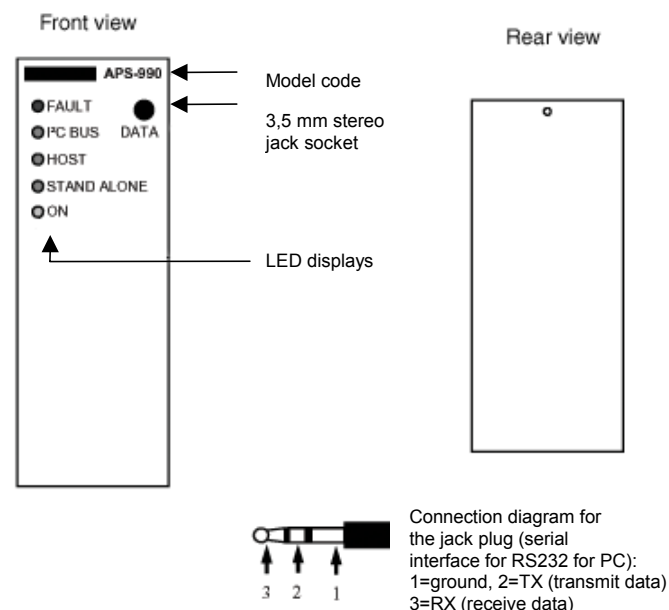 Front view
Rear view
APS-990
Model code
FAULT
I²C BUS DATA
HOST
STAND ALONE
ON
3,5 mm stereo
jack socket
LED displays
3 2 1
Connection diagram for
the jack plug (serial
interface for RS232 for PC):
1=ground, 2=TX (transmit data)
3=RX (receive data)